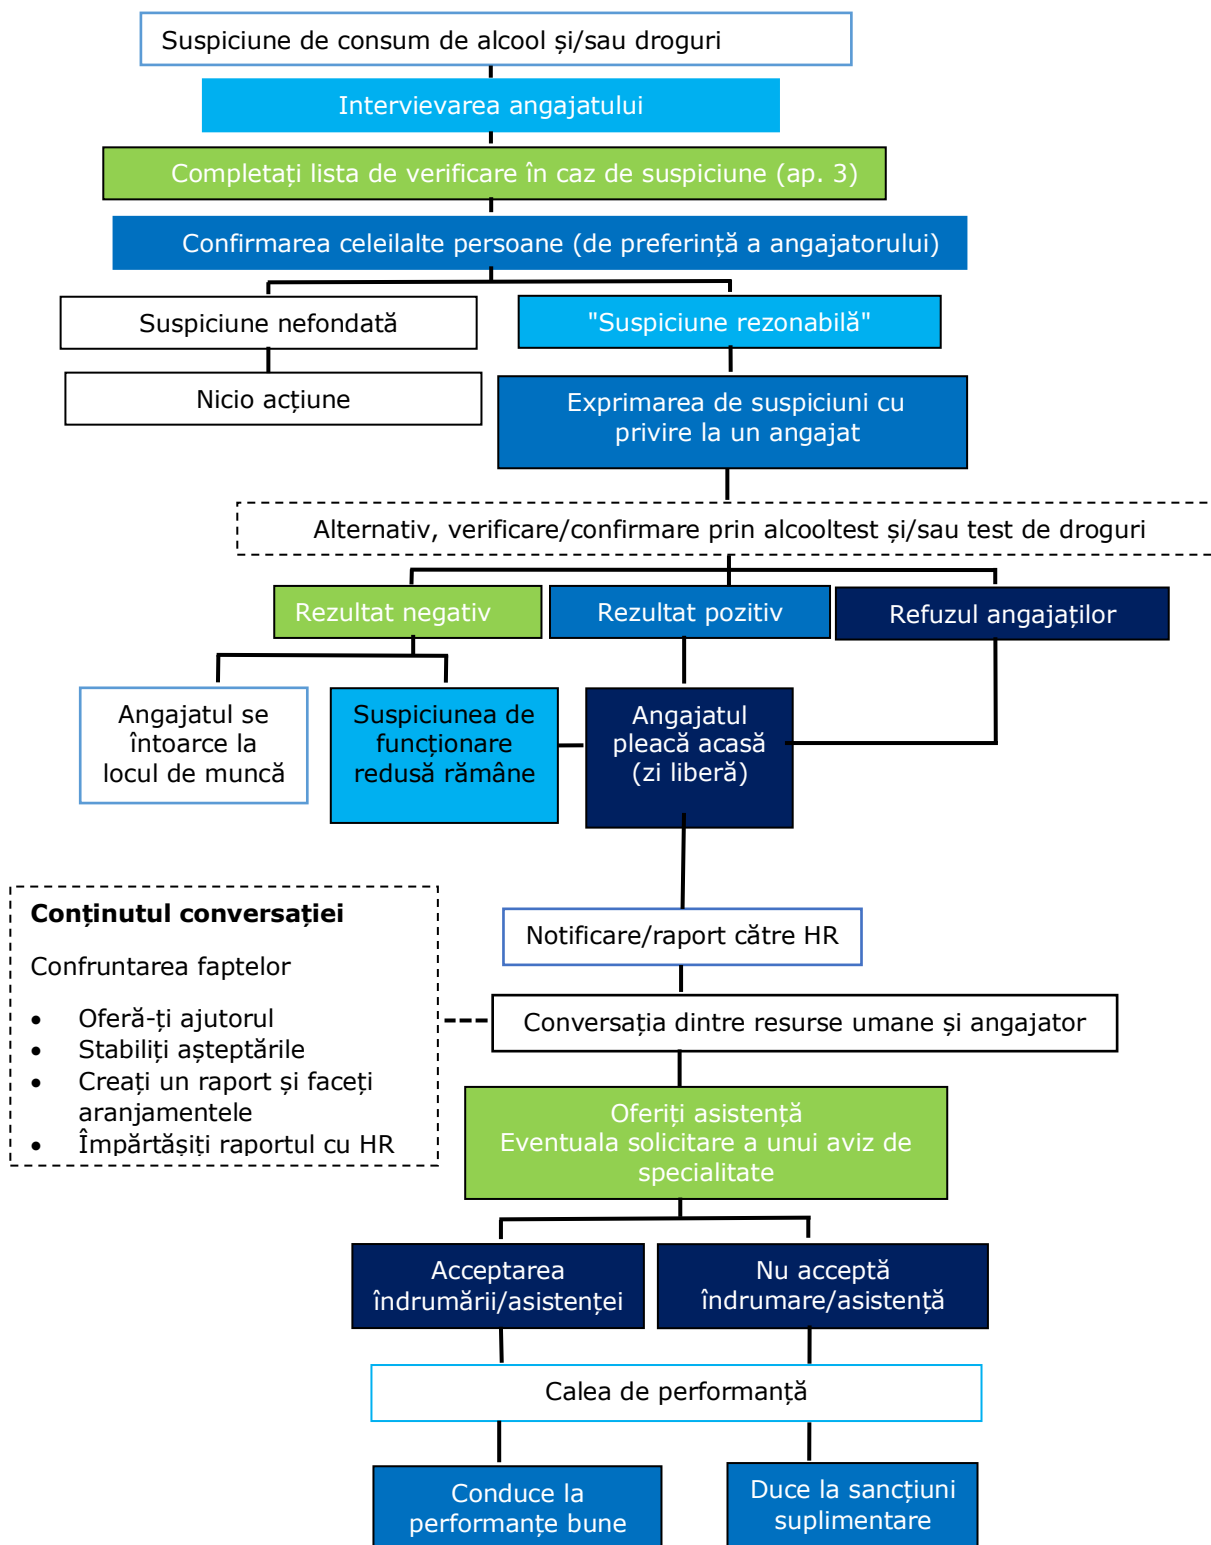 Suspiciune de consum de alcool și/sau droguri
Intervievarea angajatului
Completați lista de verificare în caz de suspiciune (ap. 3)
Confirmarea celeilalte persoane (de preferință a angajatorului)
Suspiciune nefondată
"Suspiciune rezonabilă"
Nicio acțiune
Exprimarea de suspiciuni cu
privire la un angajat
Alternativ, verificare/confirmare prin alcooltest și/sau test de droguri
Rezultat negativ
Rezultat pozitiv
Refuzul angajaților
Angajatul se
întoarce la
locul de muncă
Suspiciunea de
funcționare
redusă rămâne
Angajatul
pleacă acasă
(zi liberă)
Conținutul conversației
Confruntarea faptelor
• Oferă-ți ajutorul
• Stabiliți așteptările
• Creați un raport și faceți
aranjamentele
• Împărtășiți raportul cu HR
Notificare/raport către HR
Conversația dintre resurse umane și angajator
Oferiți asistență
Eventuala solicitare a unui aviz de
specialitate
Acceptarea
îndrumării/asistenței
Nu acceptă
îndrumare/asistență
Calea de performanță
Conduce la
performanțe bune
Duce la sancțiuni
suplimentare